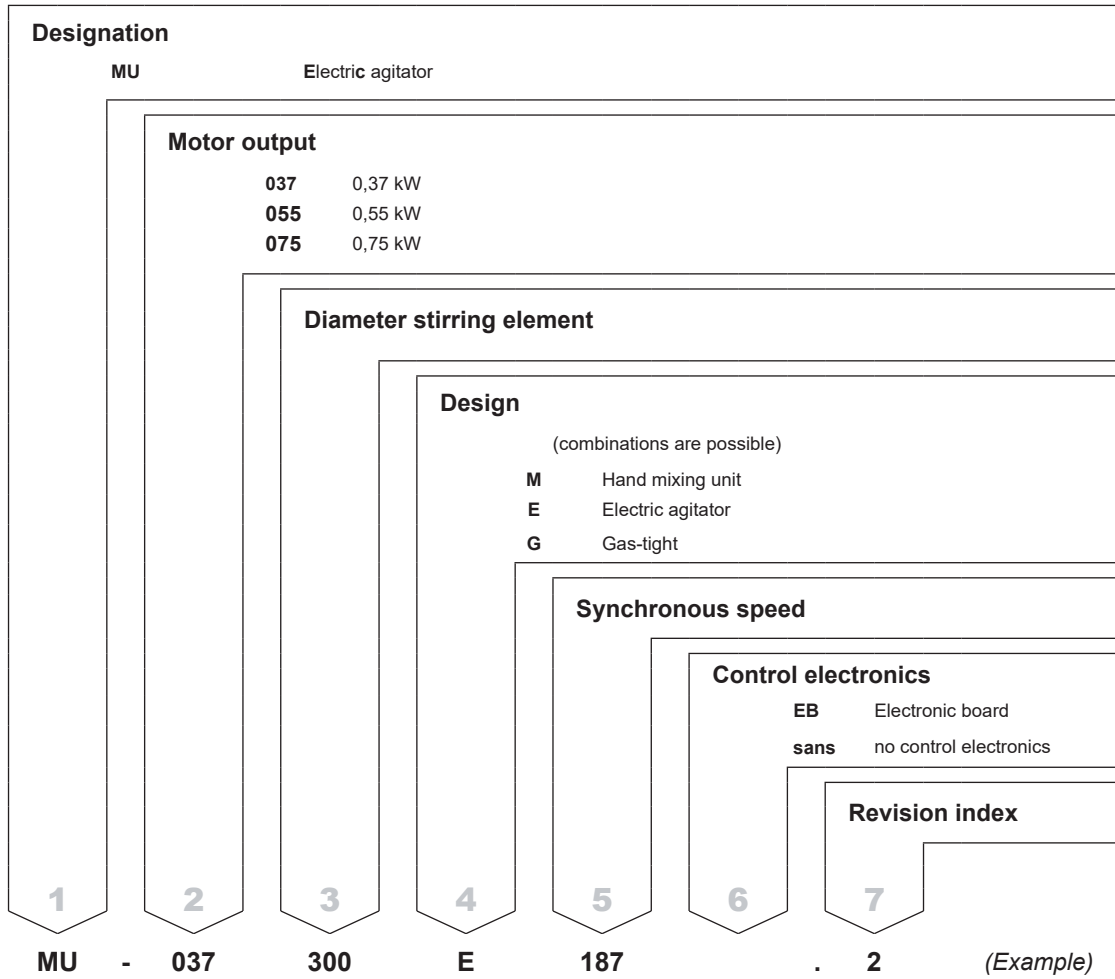 Designation
MU Electric agitator
Motor output
037 0,37 kW
055 0,55 kW
075 0,75 kW
Diameter stirring element
Design
(combinations are possible)
M Hand mixing unit
E Electric agitator
G Gas-tight
Synchronous speed
Control electronics
EB Electronic board
sans no control electronics
Revision index
1 2 3 4 5 6 7
MU - 037 300 E 187 . 2 (Example)